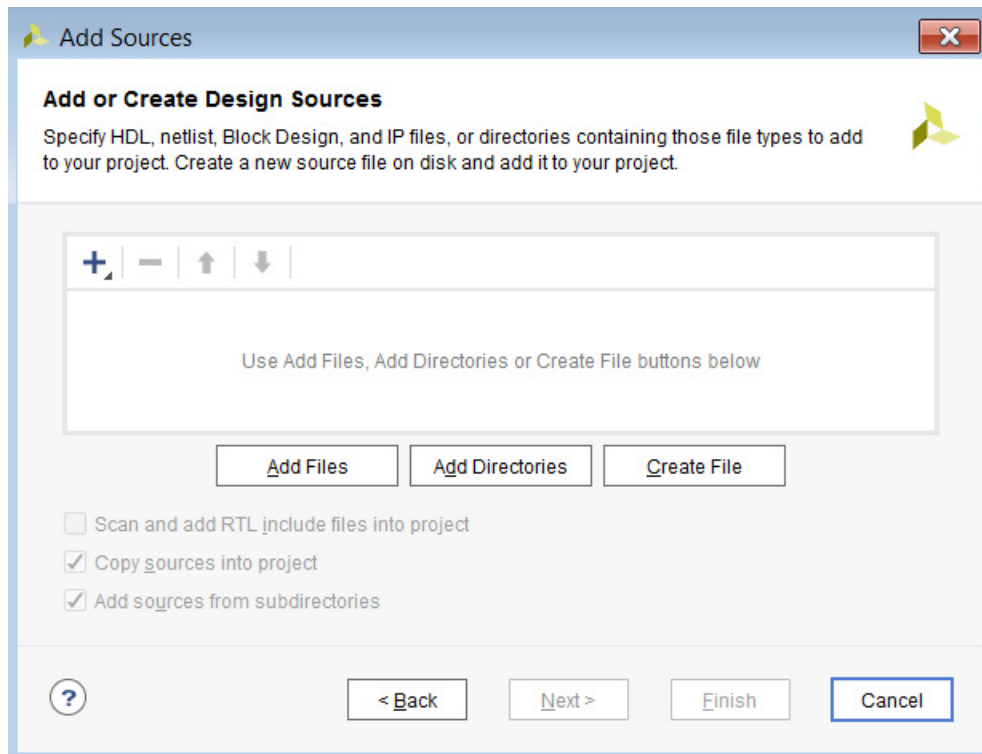 Add Sources
Add or Create Design Sources
Specify HDL, netlist, Block Design, and IP files, or directories containing those file types to add
to your project. Create a new source file on disk and add it to your project.
Use Add Files, Add Directories or Create File buttons below
Add Files Add Directories Create File
Scan and add RTL include files into project
Copy sources into project
Add sources from subdirectories
? < Back Next > Finish Cancel